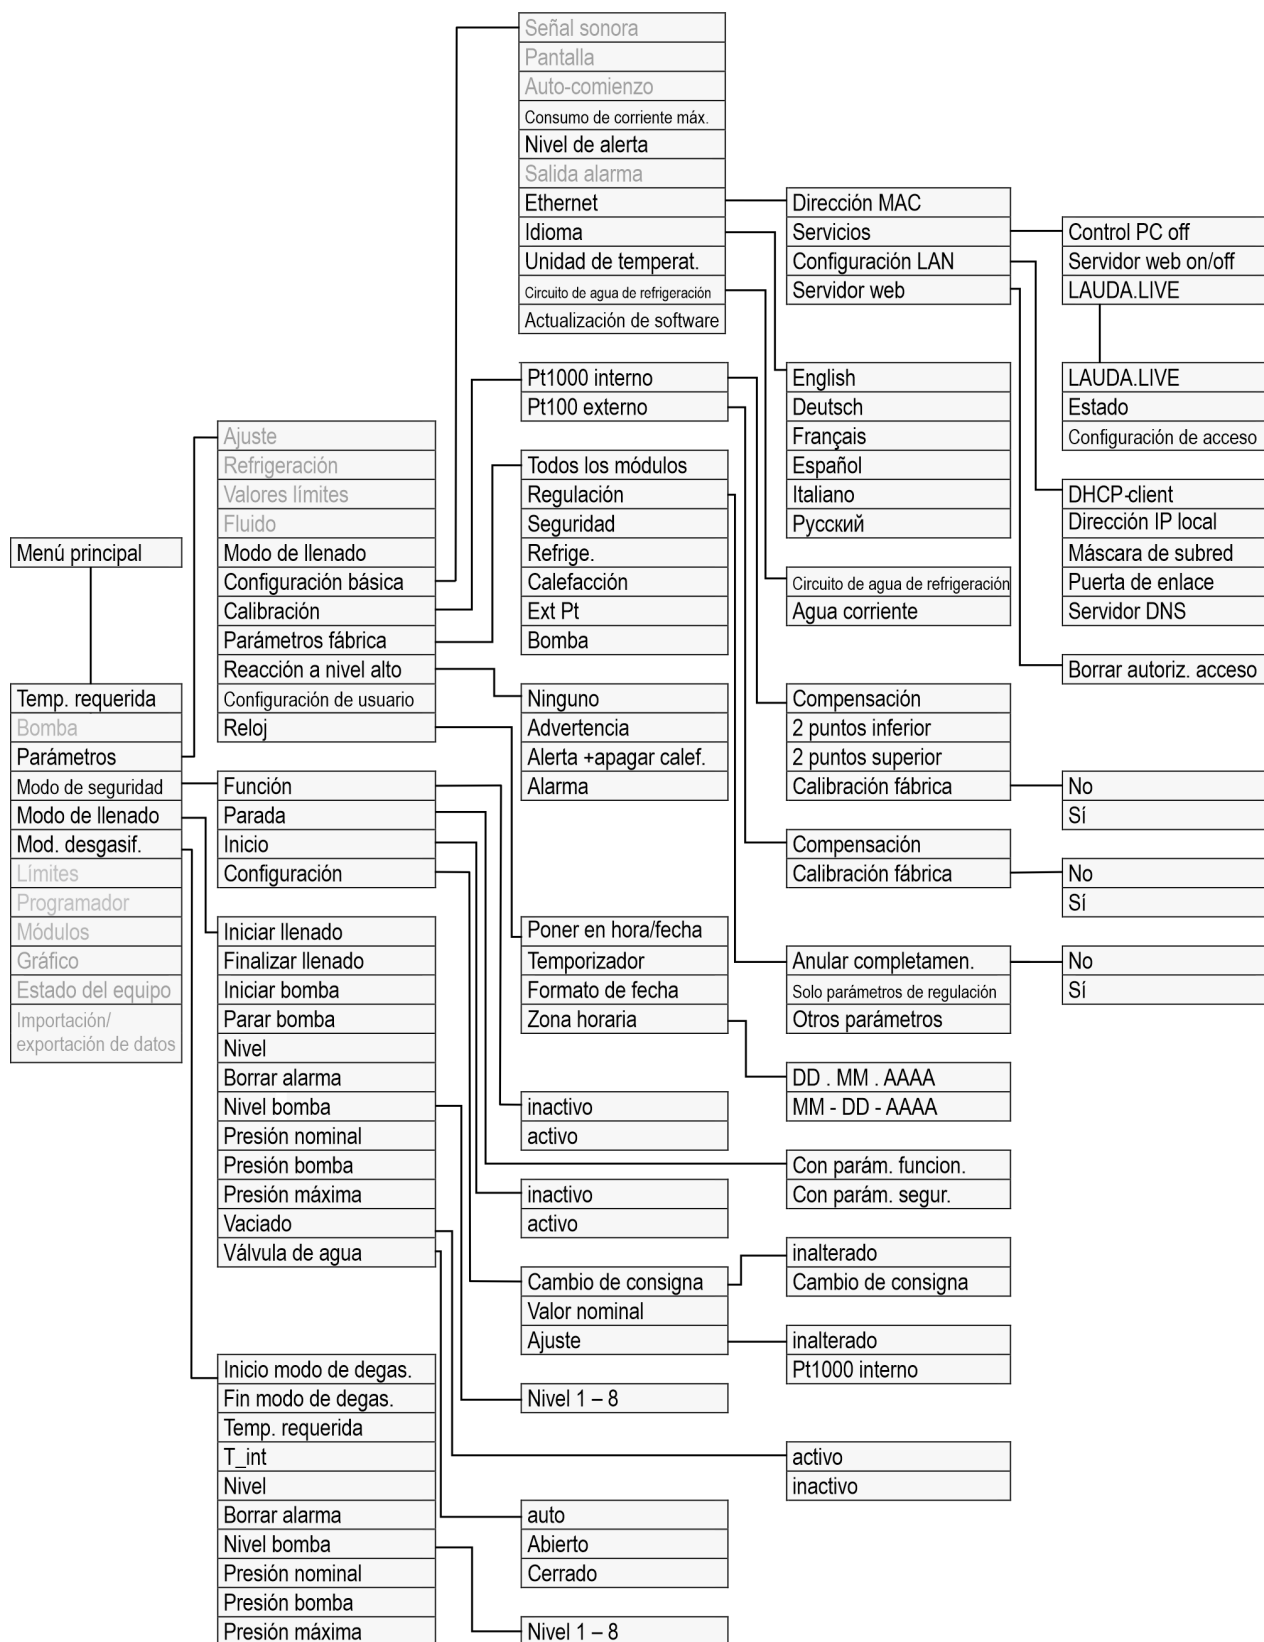 Señal sonora
Pantalla
Auto-comienzo
Consumo de corriente máx.
Nivel de alerta
Salida alarma
Ethernet
Idioma
Unidad de temperat.
Circuito de agua de refrigeración
Actualización de software
Dirección MAC
Servicios
Configuración LAN
Servidor web
Control PC off
Servidor web on/off
LAUDA.LIVE
LAUDA.LIVE
Estado
Configuración de acceso
DHCP-client
Dirección IP local
Máscara de subred
Puerta de enlace
Servidor DNS
Borrar autoriz. acceso
English
Deutsch
Français
Español
Italiano
Русский
Circuito de agua de refrigeración
Agua corriente
Pt1000 interno
Pt100 externo
Todos los módulos
Regulación
Seguridad
Refrige.
Calefacción
Ext Pt
Bomba
Ninguno
Advertencia
Alerta +apagar calef.
Alarma
Compensación
2 puntos inferior
2 puntos superior
Calibración fábrica
No
Sí
Compensación
Calibración fábrica
No
Sí
Anular completamen.
Solo parámetros de regulación
Otros parámetros
No
Sí
Menú principal
Temp. requerida
Bomba
Parámetros
Modo de seguridad
Modo de llenado
Mod. desgasif.
Límites
Programador
Módulos
Gráfico
Estado del equipo
Importación/
exportación de datos
Ajuste
Refrigeración
Valores límites
Fluido
Modo de llenado
Configuración básica
Calibración
Parámetros fábrica
Reacción a nivel alto
Configuración de usuario
Reloj
Función
Parada
Inicio
Configuración
Iniciar llenado
Finalizar llenado
Iniciar bomba
Parar bomba
Nivel
Borrar alarma
Nivel bomba
Presión nominal
Presión bomba
Presión máxima
Vaciado
Válvula de agua
Inicio modo de degas.
Fin modo de degas.
Temp. requerida
T_int
Nivel
Borrar alarma
Nivel bomba
Presión nominal
Presión bomba
Presión máxima
Poner en hora/fecha
Temporizador
Formato de fecha
Zona horaria
DD . MM . AAAA
MM - DD - AAAA
inactivo
activo
Con parám. funcion.
Con parám. segur.
inactivo
activo
Cambio de consigna
Valor nominal
Ajuste
inalterado
Cambio de consigna
inalterado
Pt1000 interno
Nivel 1 – 8
activo
inactivo
auto
Abierto
Cerrado
Nivel 1 – 8